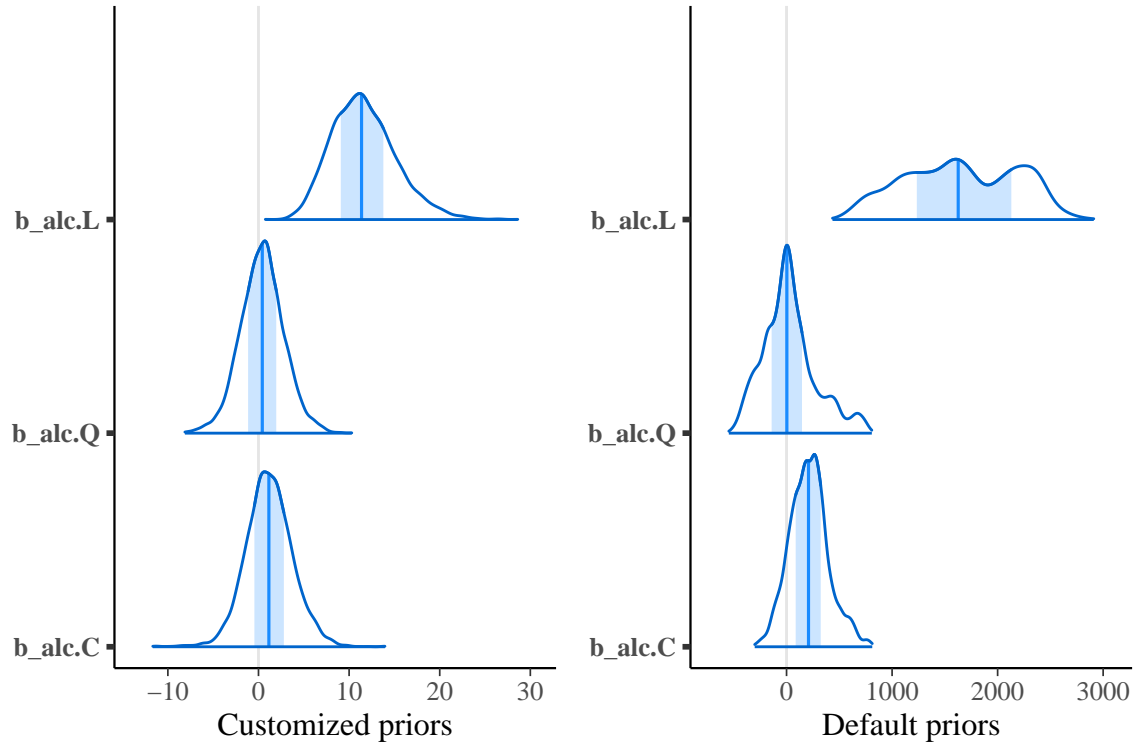 b_alc.L
b_alc.Q
b_alc.C
−10 0 10 20 30
Customized priors
b_alc.L
b_alc.Q
b_alc.C
0 1000 2000 3000
Default priors